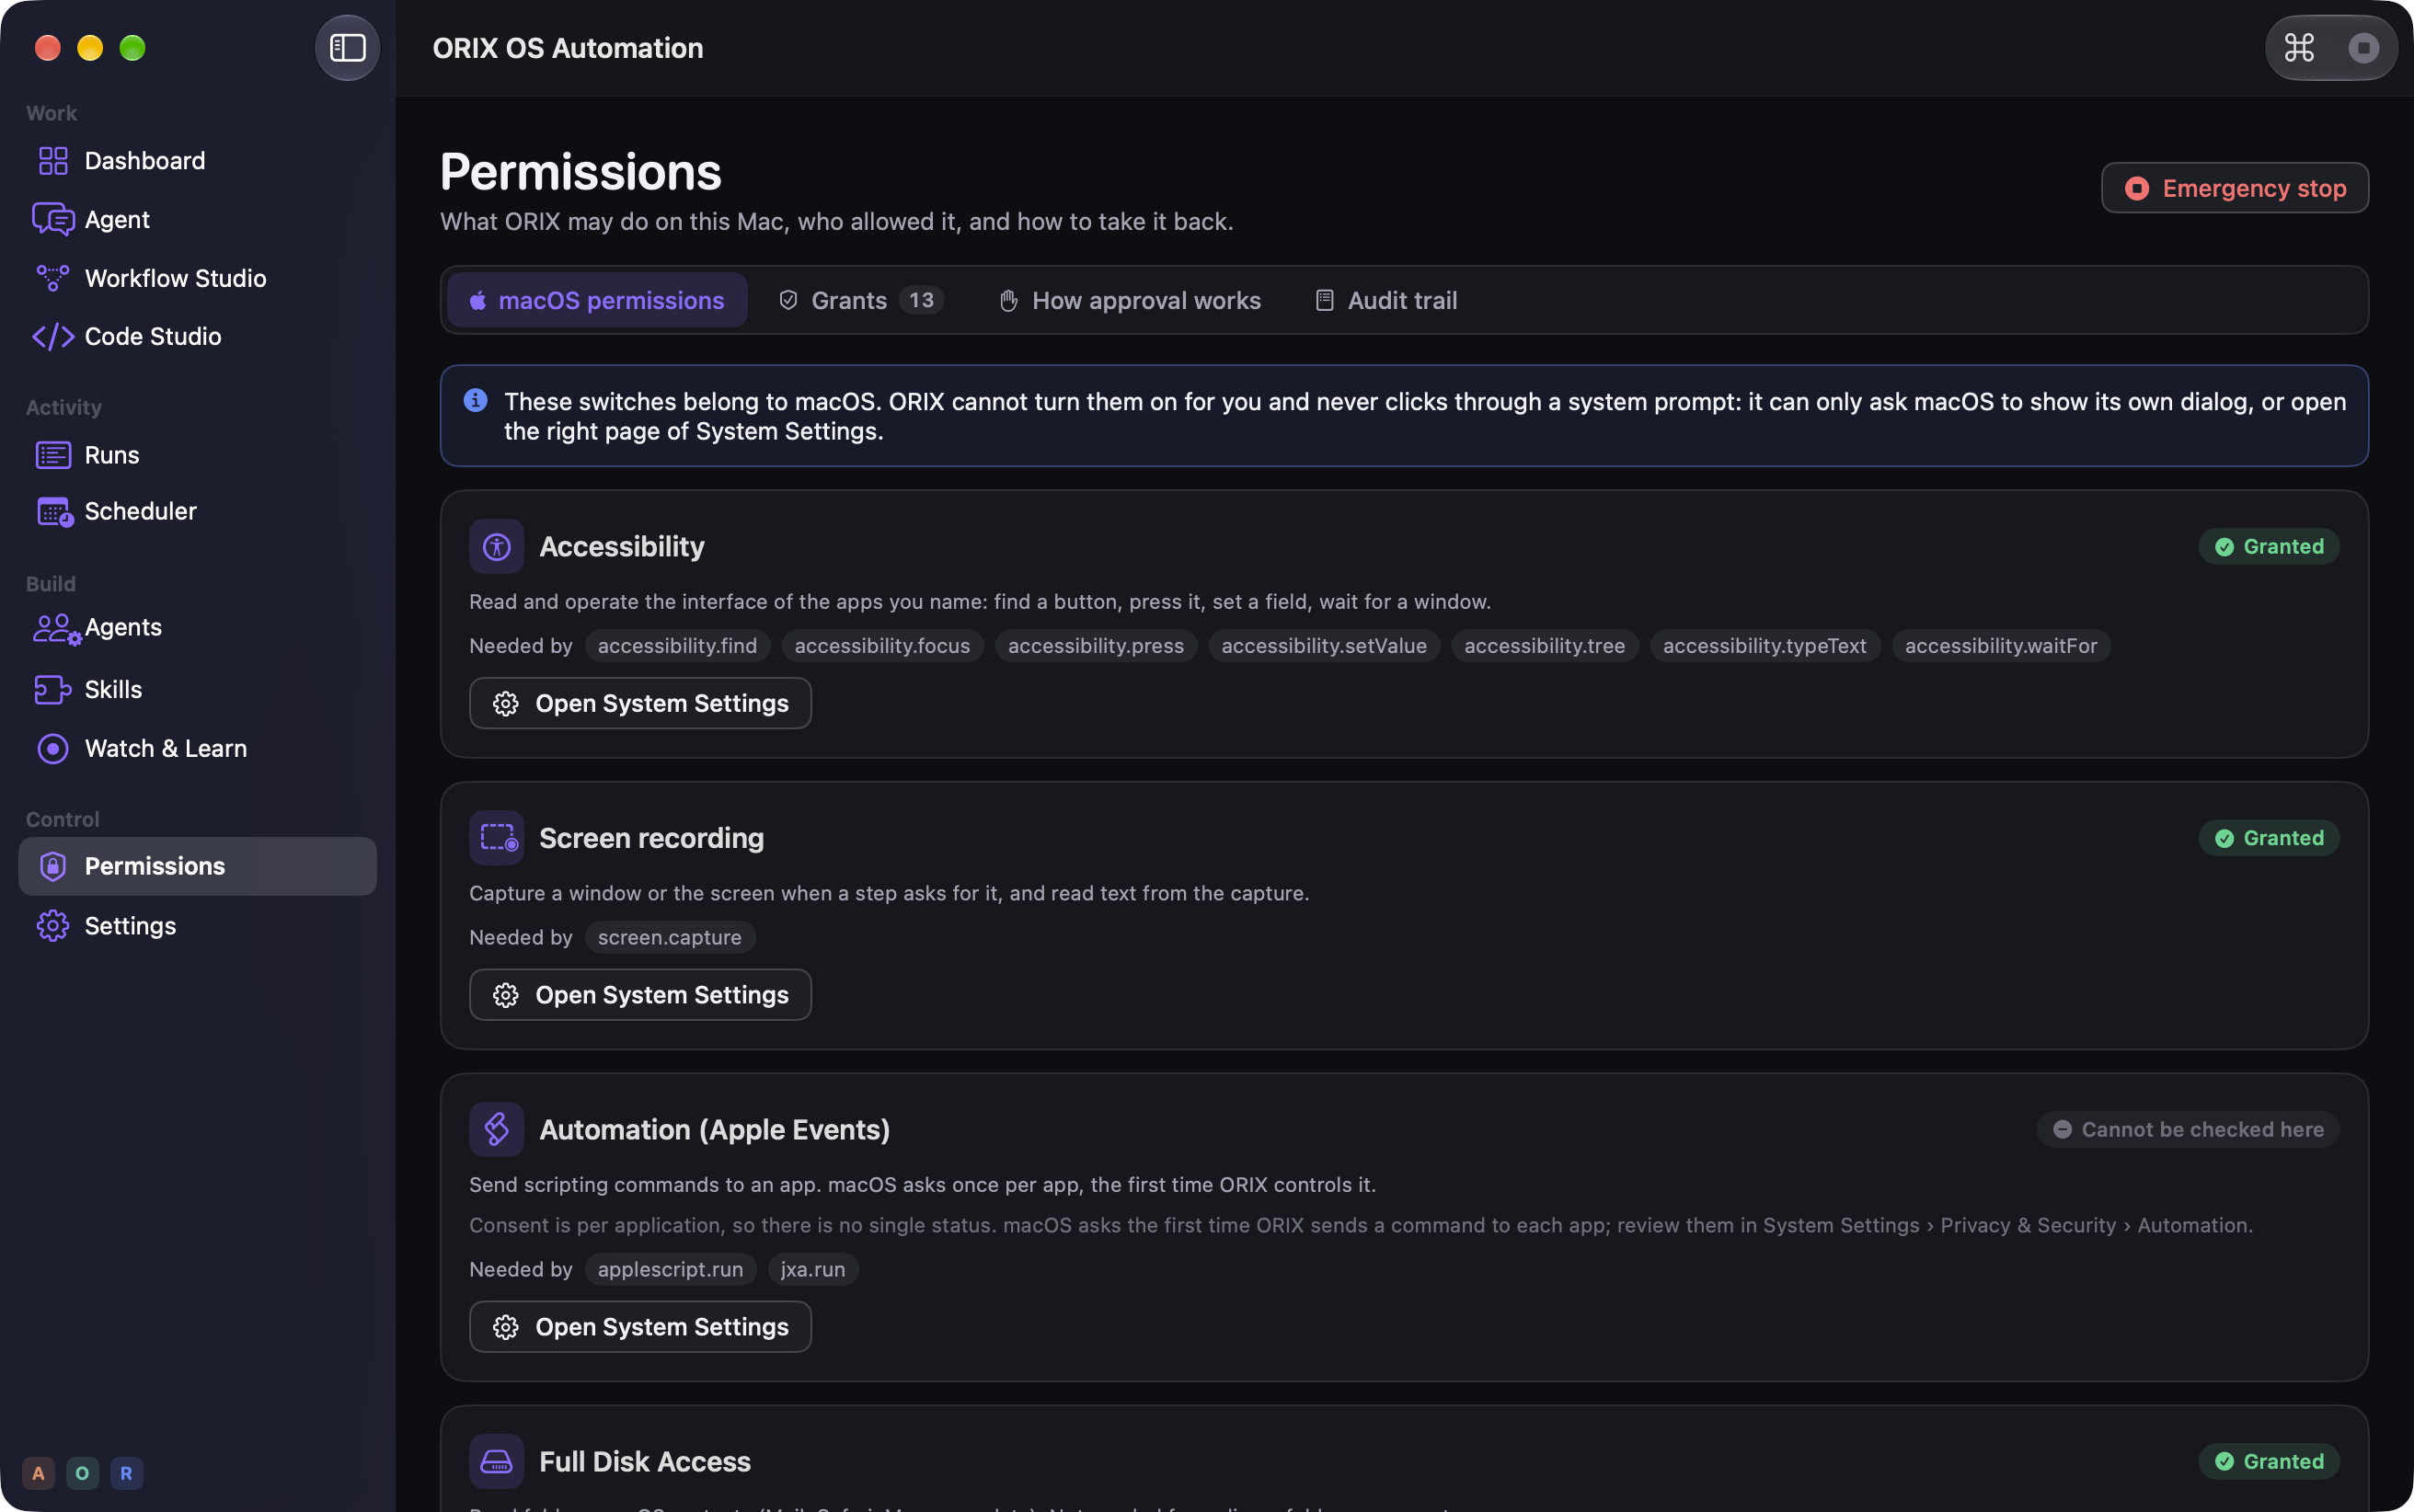 ORIX OS Automation
Work
Dashboard
Agent
Workflow Studio
Code Studio
Activity
Runs
Scheduler
Build
Agents
Skills
Watch & Learn
Control
Permissions
Settings
A O R
Permissions
What ORIX may do on this Mac, who allowed it, and how to take it back.
Emergency stop
macOS permissions
Grants 13
How approval works
Audit trail
These switches belong to macOS. ORIX cannot turn them on for you and never clicks through a system prompt: it can only ask macOS to show its own dialog, or open
the right page of System Settings.
Accessibility
Granted
Read and operate the interface of the apps you name: find a button, press it, set a field, wait for a window.
Needed by accessibility.find accessibility.focus accessibility.press accessibility.setValue accessibility.tree accessibility.typeText accessibility.waitFor
Open System Settings
Screen recording
Granted
Capture a window or the screen when a step asks for it, and read text from the capture.
Needed by screen.capture
Open System Settings
Automation (Apple Events)
Cannot be checked here
Send scripting commands to an app. macOS asks once per app, the first time ORIX controls it.
Consent is per application, so there is no single status. macOS asks the first time ORIX sends a command to each app; review them in System Settings › Privacy & Security › Automation.
Needed by applescript.run jxa.run
Open System Settings
Full Disk Access
Granted